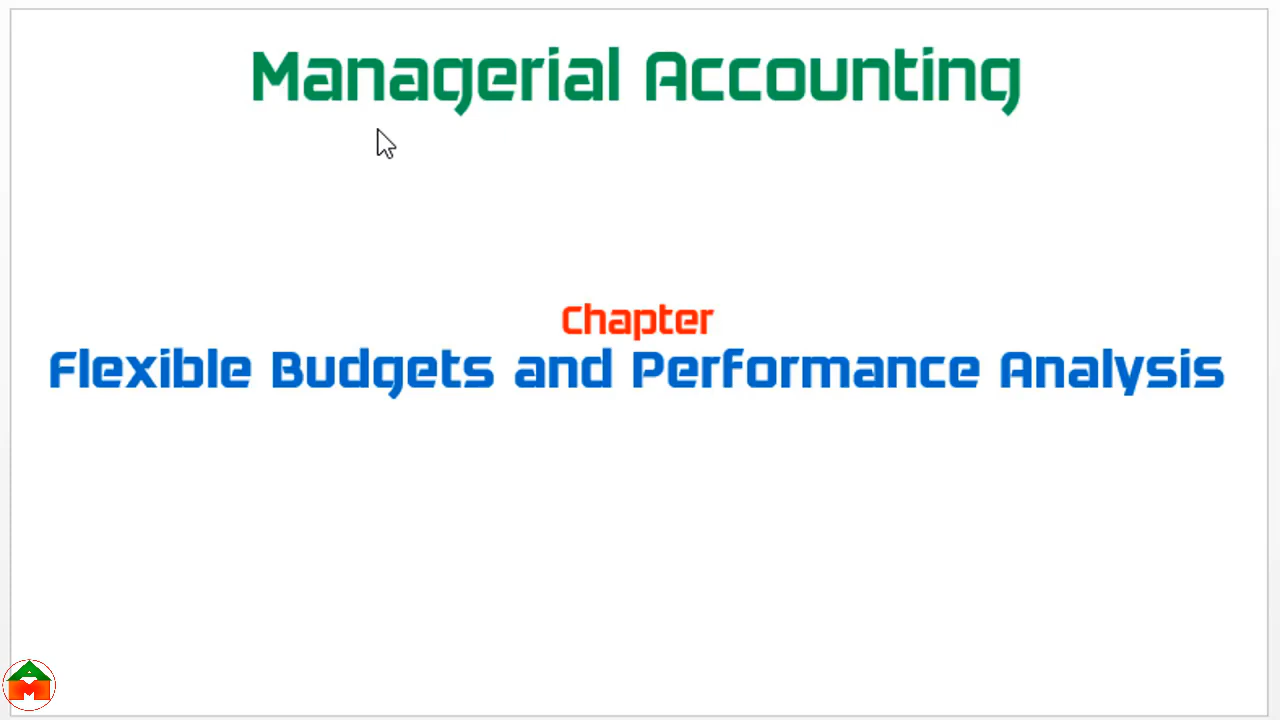 Managerial Accounting
Chapter
Flexible Budgets and Performance Analysis
A
M